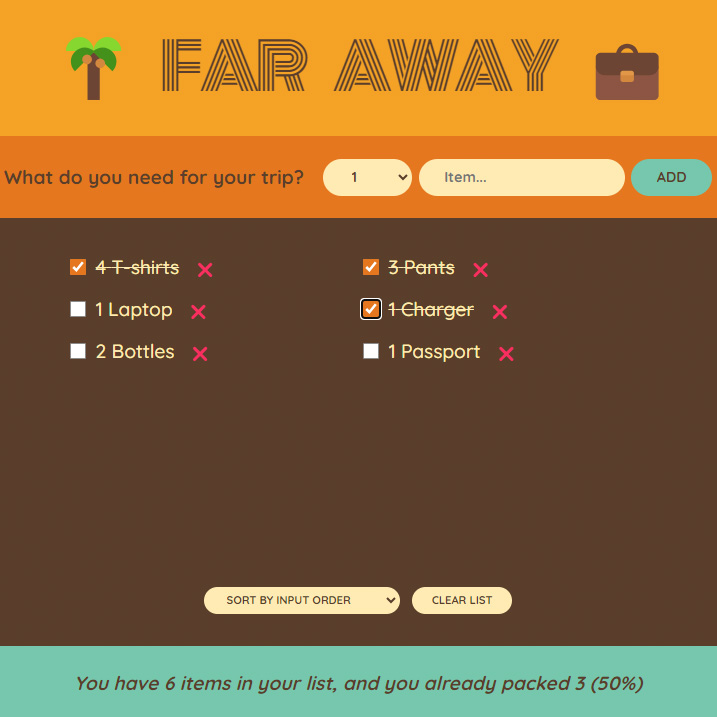 FAR AWAY
What do you need for your trip? 1 Item... ADD
4 T-shirts 3 Pants
1 Laptop 1 Charger
2 Bottles 1 Passport
SORT BY INPUT ORDER CLEAR LIST
You have 6 items in your list, and you already packed 3 (50%)